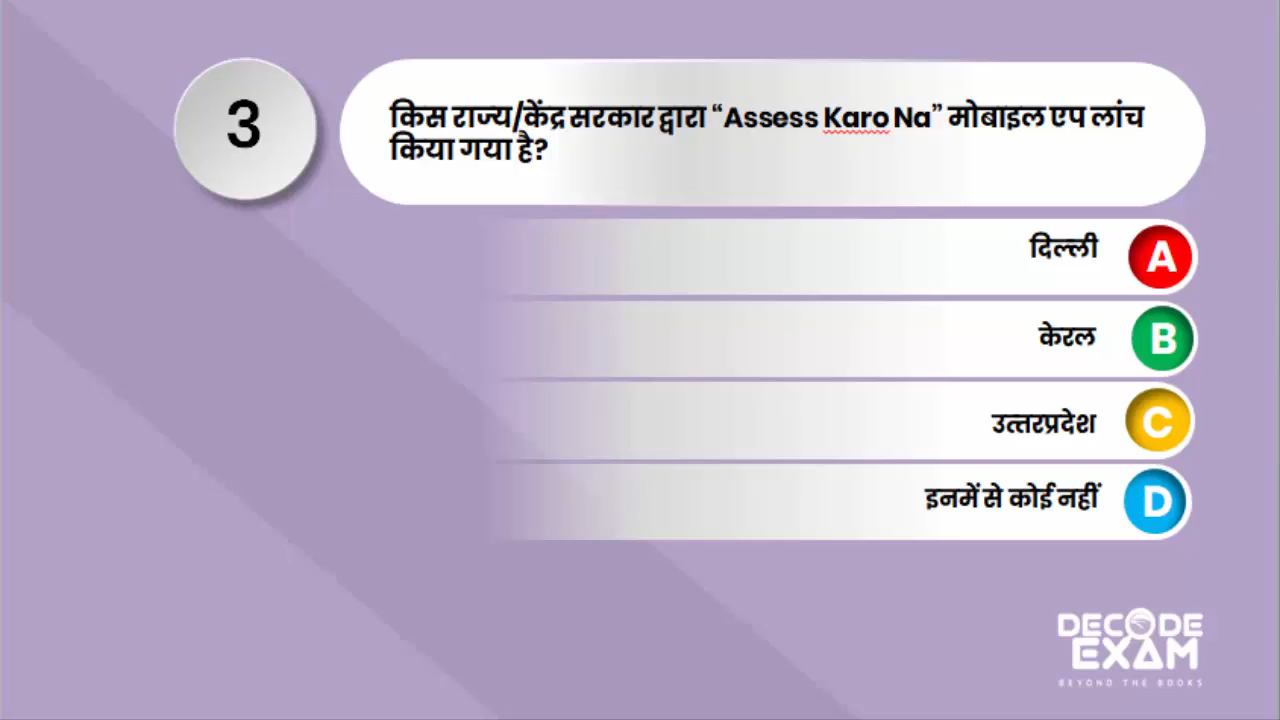 3
किस राज्य/केंद्र सरकार द्वारा “Assess Karo Na” मोबाइल एप लांच
किया गया है?
दिल्ली A
केरल B
उत्तरप्रदेश C
इनमें से कोई नहीं D
DECODE
EXAM
BEYOND THE BOOKS